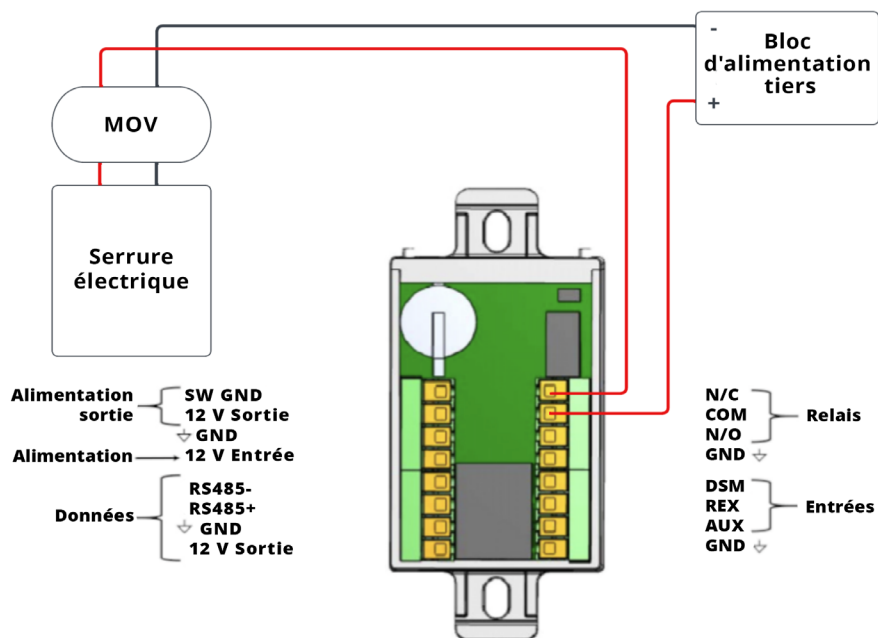 -
Bloc
d'alimentation
tiers
+
MOV
Serrure
électrique
Alimentation
sortie
SW GND
12 V Sortie
GND
Alimentation
12 V Entrée
Données
RS485-
RS485+
GND
12 V Sortie
N/C
COM
N/O
GND
Relais
DSM
REX
AUX
GND
Entrées